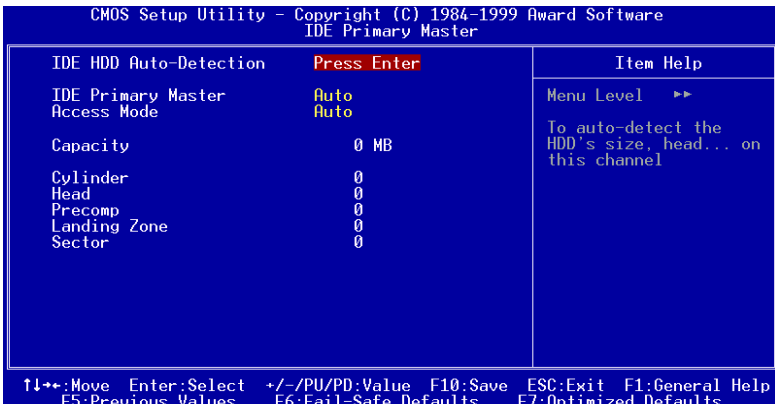 CMOS Setup Utility - Copyright (C) 1984-1999 Award Software
IDE Primary Master
IDE HDD Auto-Detection Press Enter
Item Help
IDE Primary Master Auto
Access Mode Auto
Capacity 0 MB
Cylinder 0
Head 0
Precomp 0
Landing Zone 0
Sector 0
Menu Level ▸▸
To auto-detect the
HDD's size, head... on
this channel
↑↓→←:Move Enter:Select +/-/PU/PD:Value F10:Save ESC:Exit F1:General Help
F5:Previous Values F6:Fail-Safe Defaults F7:Optimized Defaults